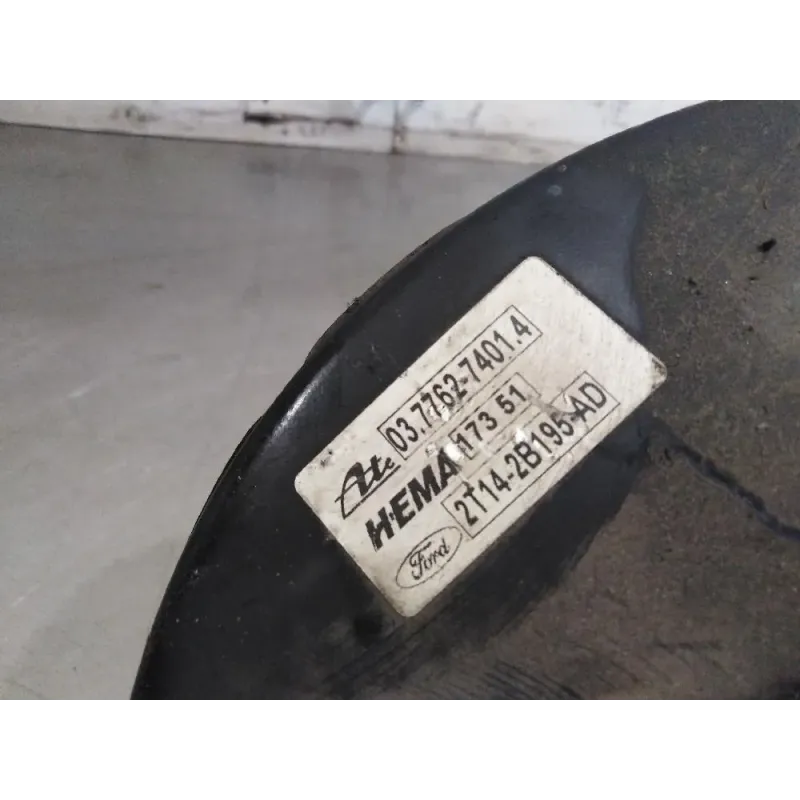 Ate 03.7762-7401.4
HEMA 173 51
Ford 2T14-2B195-AD